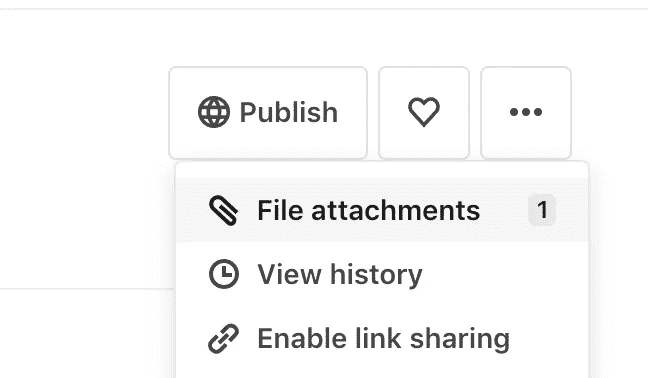 Publish
File attachments 1
View history
Enable link sharing